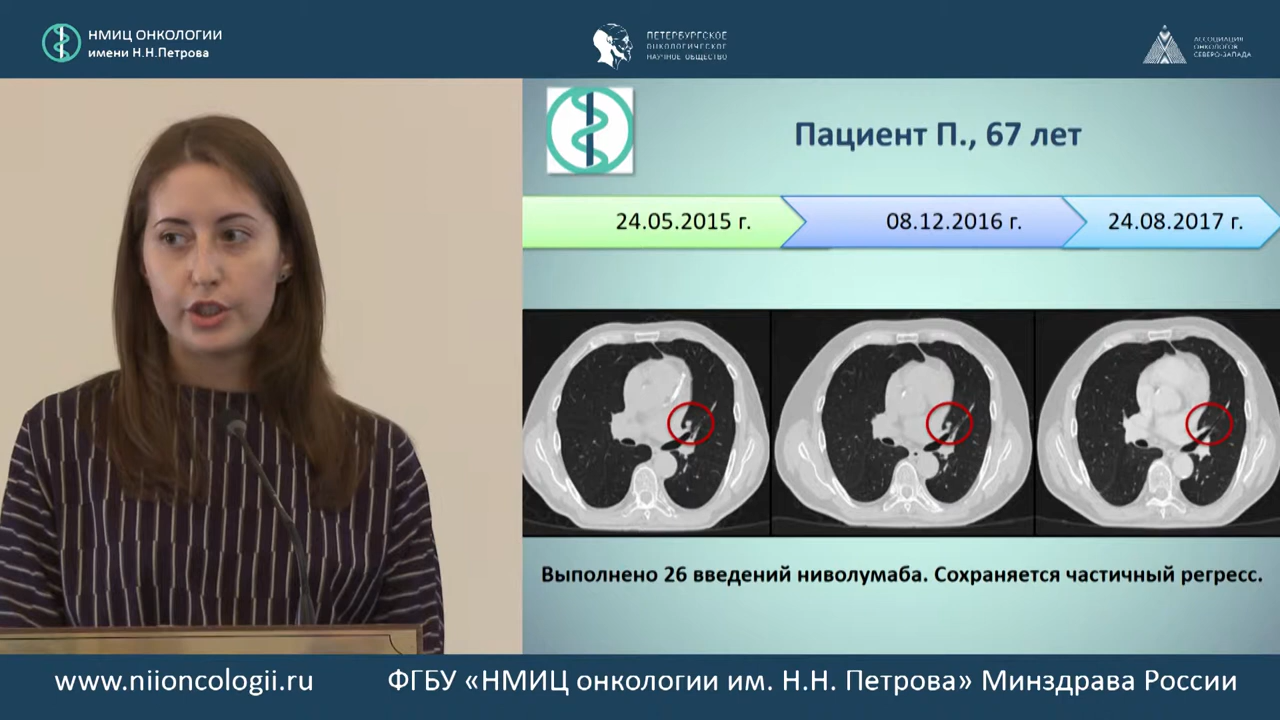 НМИЦ ОНКОЛОГИИ
имени Н.Н.Петрова
ПЕТЕРБУРГСКОЕ
ОНКОЛОГИЧЕСКОЕ
НАУЧНОЕ ОБЩЕСТВО
АССОЦИАЦИЯ
ОНКОЛОГОВ
СЕВЕРО-ЗАПАДА
Пациент П., 67 лет
24.05.2015 г.
08.12.2016 г.
24.08.2017 г.
Выполнено 26 введений ниволумаба. Сохраняется частичный регресс.
www.niioncologii.ru
ФГБУ «НМИЦ онкологии им. Н.Н. Петрова» Минздрава России